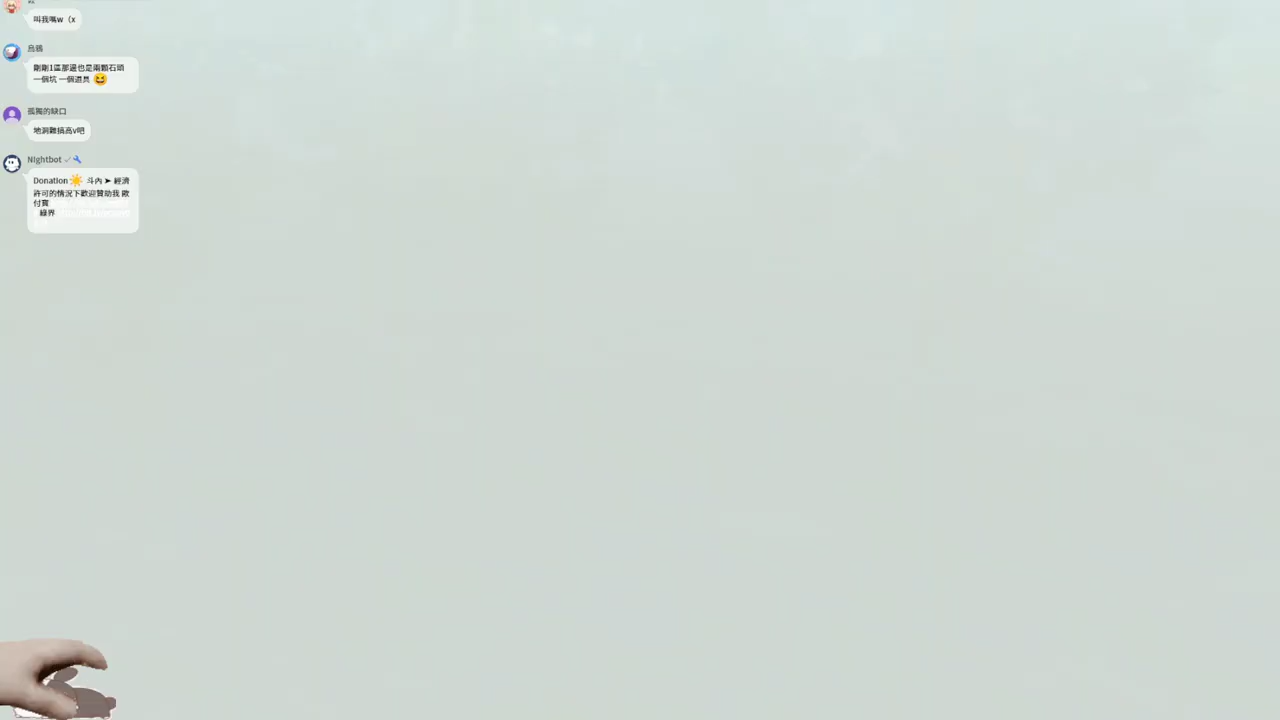 叫我嗎w（x
烏鴉
剛剛1區那邊也是兩顆石頭
一個坑 一個道具
孤獨的缺口
地洞難搞高v吧
Nightbot
Donation 斗內 ➤ 經濟
許可的情況下歡迎贊助我 歐
付寶
綠界